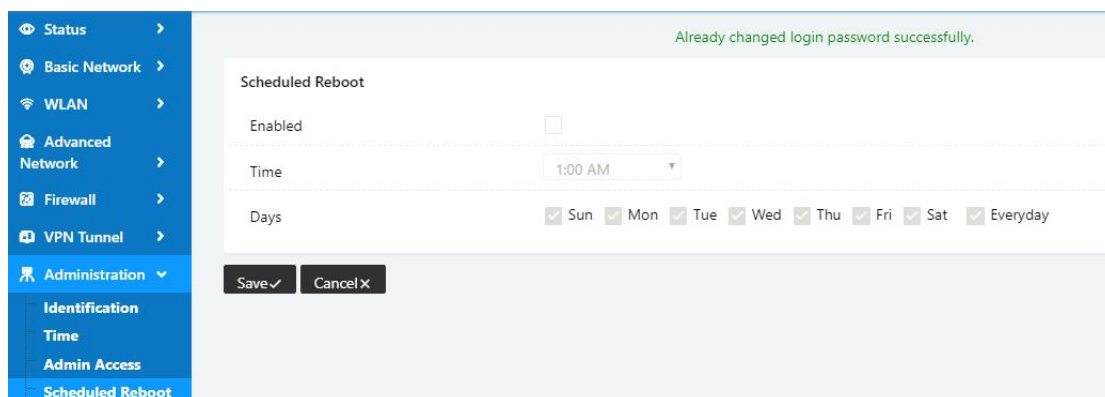 Status
Basic Network
WLAN
Advanced
Network
Firewall
VPN Tunnel
Administration
Identification
Time
Admin Access
Scheduled Reboot
Already changed login password successfully.
Scheduled Reboot
Enabled
Time 1:00 AM
Days Sun Mon Tue Wed Thu Fri Sat Everyday
Save Cancel